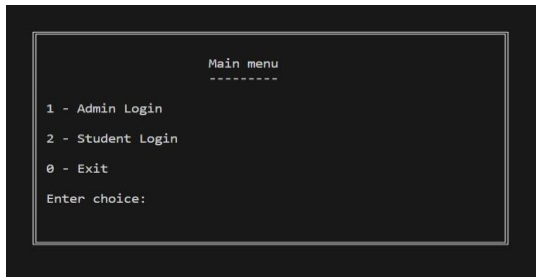 Main menu
---------
1 - Admin Login
2 - Student Login
0 - Exit
Enter choice: